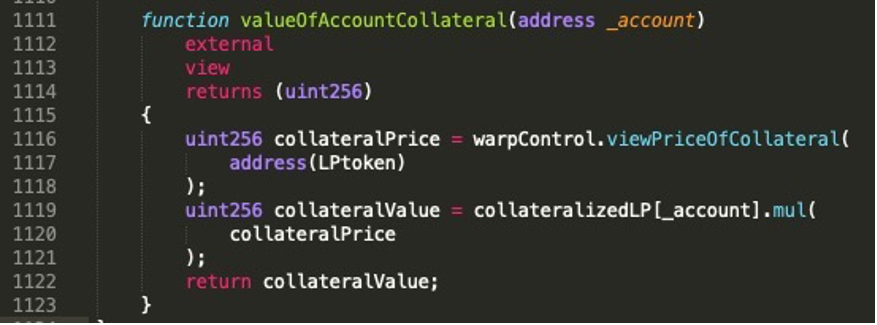 1111 function valueOfAccountCollateral(address _account)
1112 external
1113 view
1114 returns (uint256)
1115 {
1116 uint256 collateralPrice = warpControl.viewPriceOfCollateral(
1117 address(LPtoken)
1118 );
1119 uint256 collateralValue = collateralizedLP[_account].mul(
1120 collateralPrice
1121 );
1122 return collateralValue;
1123 }